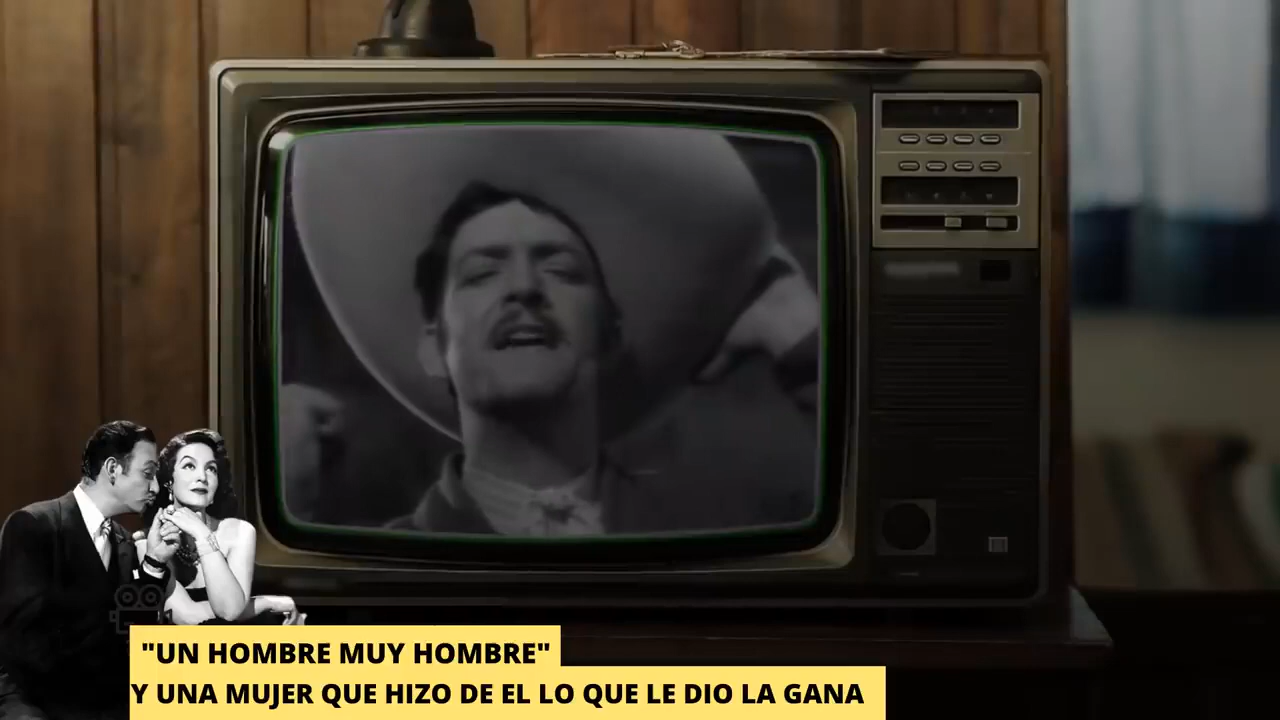 "UN HOMBRE MUY HOMBRE"
Y UNA MUJER QUE HIZO DE EL LO QUE LE DIO LA GANA